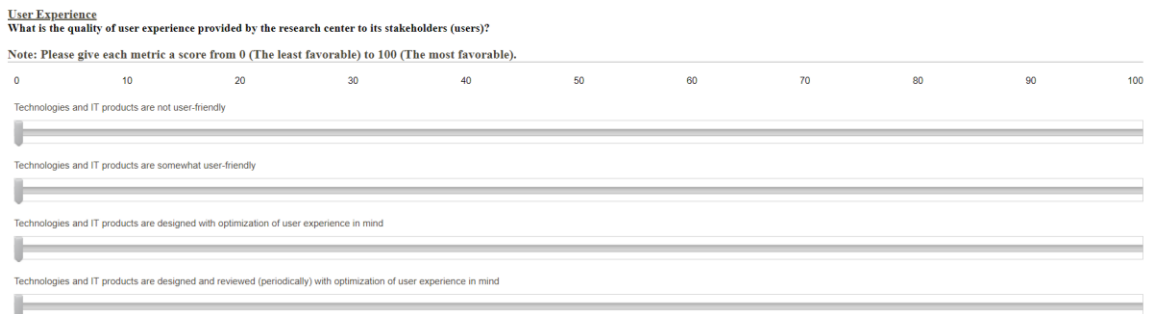 User Experience
What is the quality of user experience provided by the research center to its stakeholders (users)?
Note: Please give each metric a score from 0 (The least favorable) to 100 (The most favorable).
0 10 20 30 40 50 60 70 80 90 100
Technologies and IT products are not user-friendly
Technologies and IT products are somewhat user-friendly
Technologies and IT products are designed with optimization of user experience in mind
Technologies and IT products are designed and reviewed (periodically) with optimization of user experience in mind